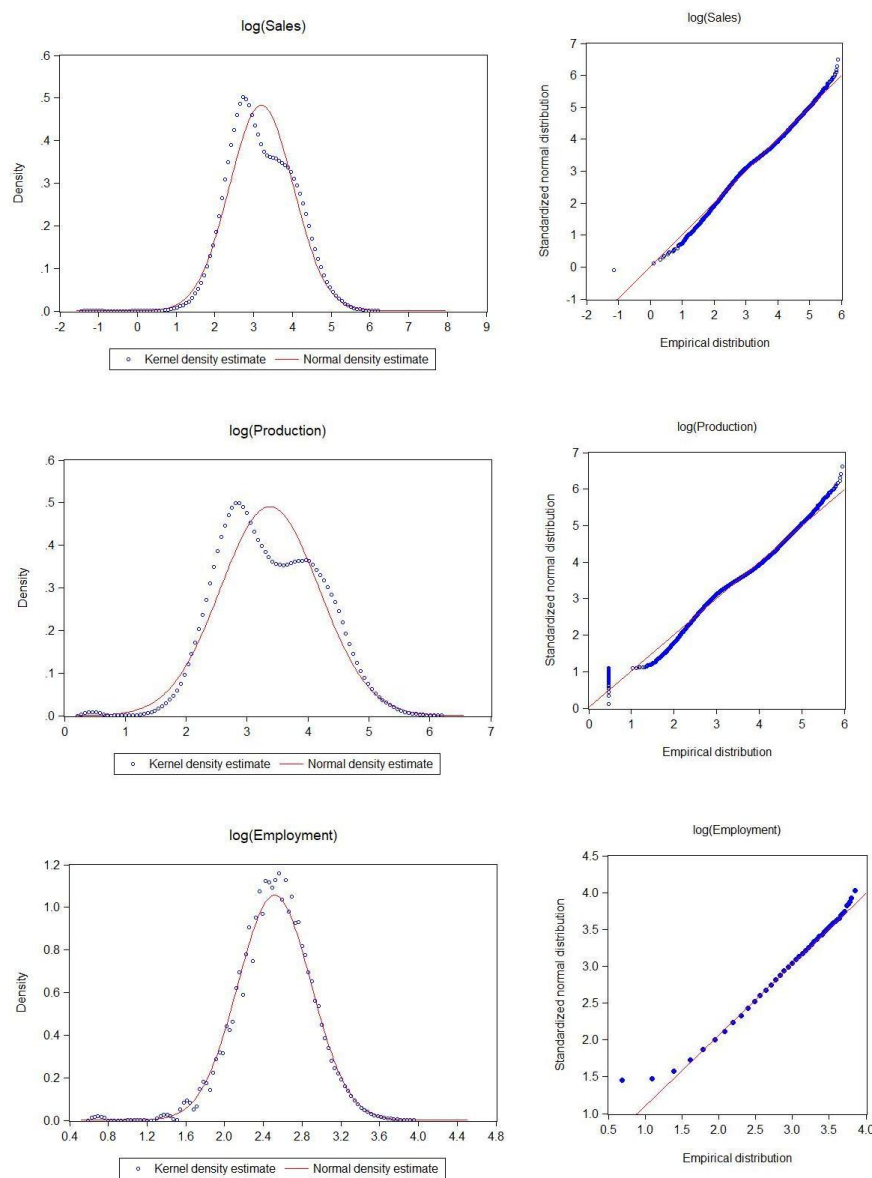 log(Sales)
.6
.5
.4
.3
.2
.1
.0
Density
-2 -1 0 1 2 3 4 5 6 7 8 9
Kernel density estimate Normal density estimate
log(Sales)
7
6
5
4
3
2
1
0
-1
Standardized normal distribution
-2 -1 0 1 2 3 4 5 6
Empirical distribution
log(Production)
.6
.5
.4
.3
.2
.1
.0
Density
0 1 2 3 4 5 6 7
Kernel density estimate Normal density estimate
log(Production)
7
6
5
4
3
2
1
0
Standardized normal distribution
0 1 2 3 4 5 6
Empirical distribution
log(Employment)
1.2
1.0
0.8
0.6
0.4
0.2
0.0
Density
0.4 0.8 1.2 1.6 2.0 2.4 2.8 3.2 3.6 4.0 4.4 4.8
Kernel density estimate Normal density estimate
log(Employment)
4.5
4.0
3.5
3.0
2.5
2.0
1.5
1.0
Standardized normal distribution
0.5 1.0 1.5 2.0 2.5 3.0 3.5 4.0
Empirical distribution